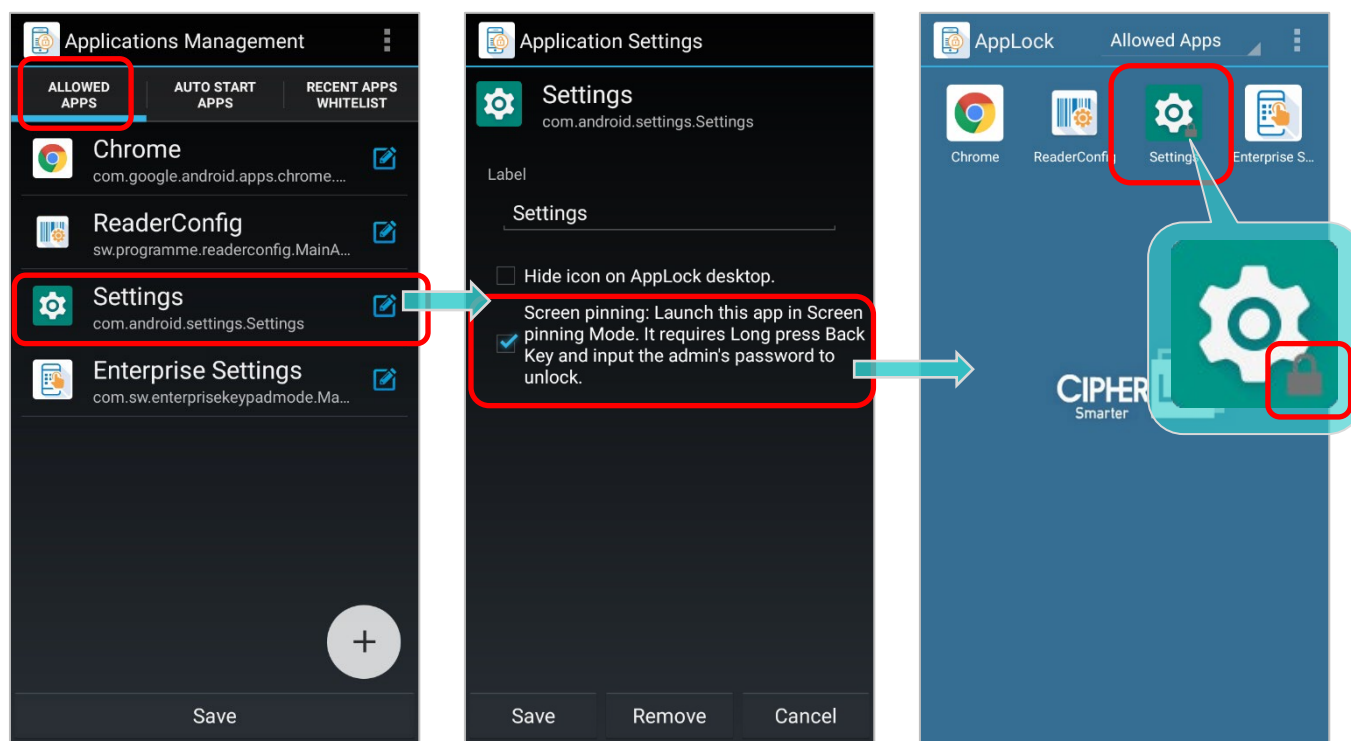 Applications Management
ALLOWED APPS
AUTO START APPS
RECENT APPS WHITELIST
Chrome
com.google.android.apps.chrome....
ReaderConfig
sw.programme.readerconfig.MainA...
Settings
com.android.settings.Settings
Enterprise Settings
com.sw.enterprisekeypadmode.Ma...
+
Save
Application Settings
Settings
com.android.settings.Settings
Label
Settings
Hide icon on AppLock desktop.
Screen pinning: Launch this app in Screen
pinning Mode. It requires Long press Back
Key and input the admin's password to
unlock.
Save
Remove
Cancel
AppLock
Allowed Apps
Chrome
ReaderConfig
Settings
Enterprise S...
CIPHER
Smarter